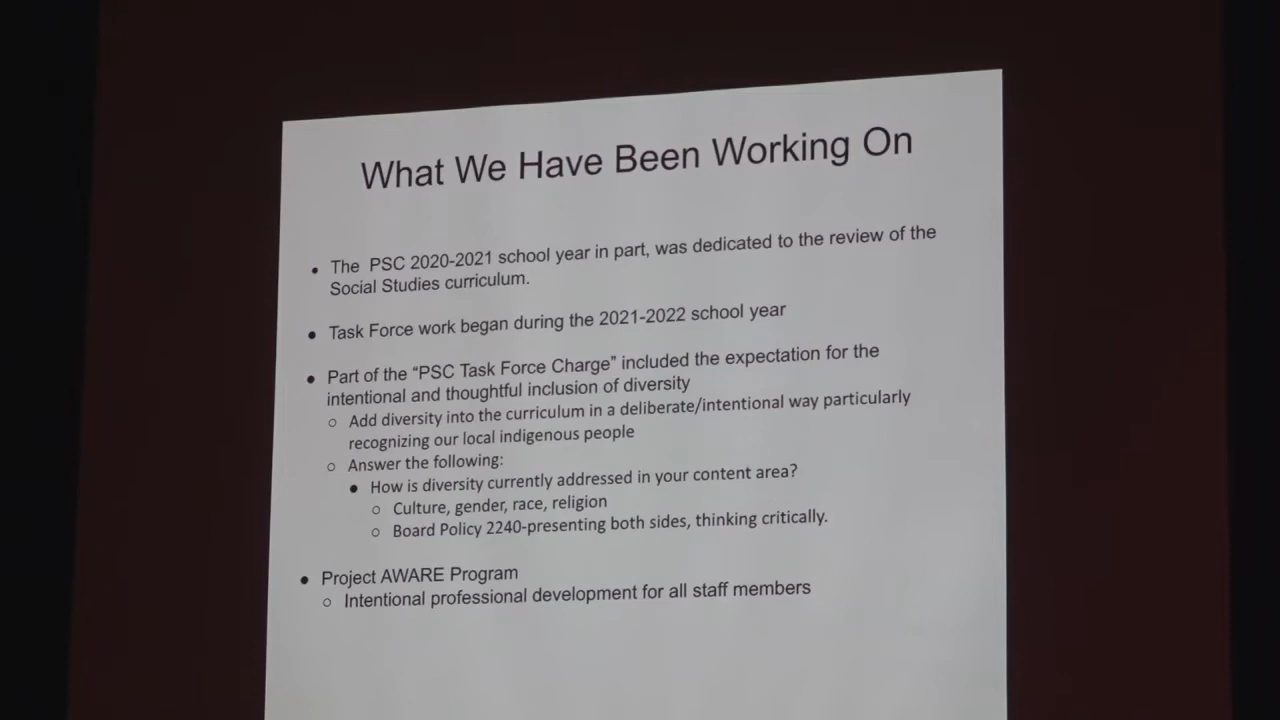 What We Have Been Working On
• The PSC 2020-2021 school year in part, was dedicated to the review of the
Social Studies curriculum.
• Task Force work began during the 2021-2022 school year
• Part of the “PSC Task Force Charge” included the expectation for the
intentional and thoughtful inclusion of diversity
○ Add diversity into the curriculum in a deliberate/intentional way particularly
recognizing our local indigenous people
○ Answer the following:
● How is diversity currently addressed in your content area?
○ Culture, gender, race, religion
○ Board Policy 2240-presenting both sides, thinking critically.
● Project AWARE Program
○ Intentional professional development for all staff members